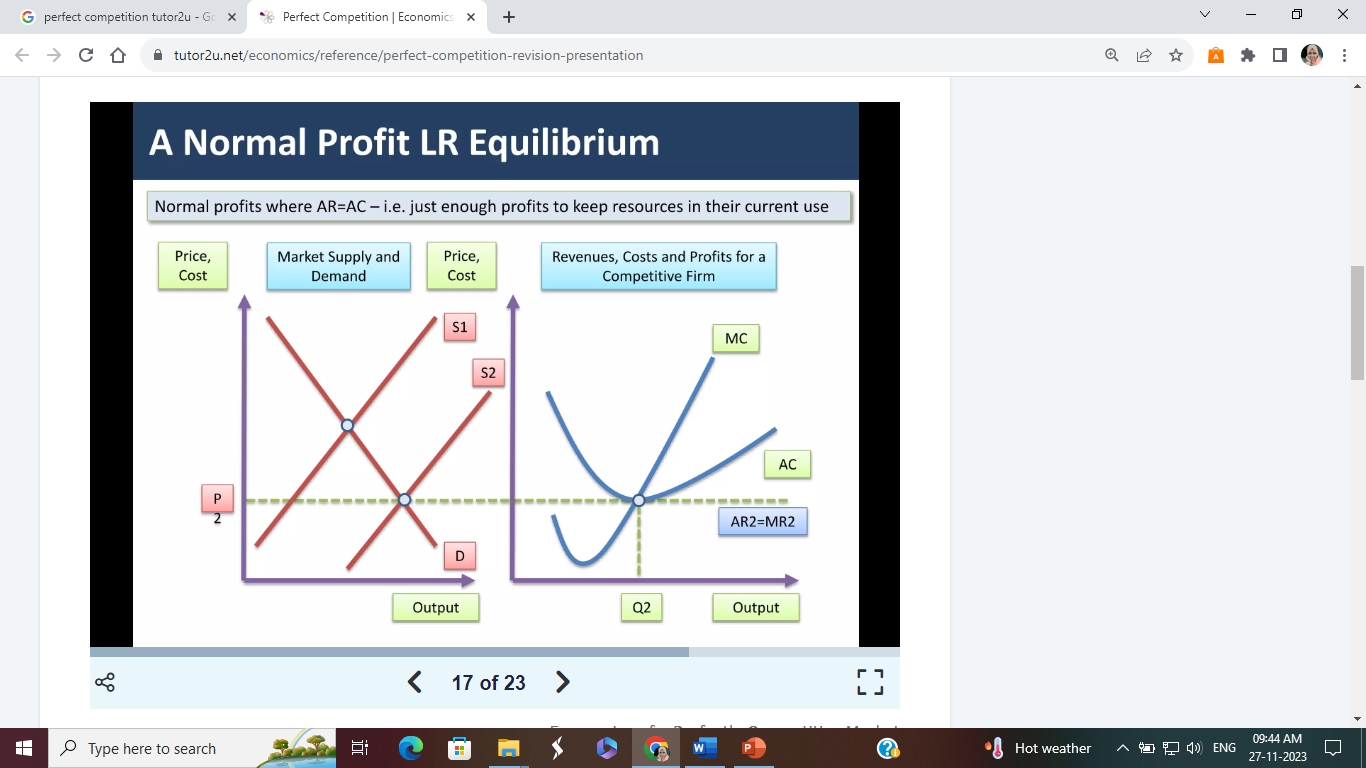 perfect competition tutor2u - Go
Perfect Competition | Economics
tutor2u.net/economics/reference/perfect-competition-revision-presentation
A Normal Profit LR Equilibrium
Normal profits where AR=AC – i.e. just enough profits to keep resources in their current use
Price,
Cost
Market Supply and
Demand
Price,
Cost
Revenues, Costs and Profits for a
Competitive Firm
S1
MC
S2
AC
P
2
AR2=MR2
D
Output
Q2
Output
17 of 23
Type here to search
Hot weather
ENG
09:44 AM
27-11-2023